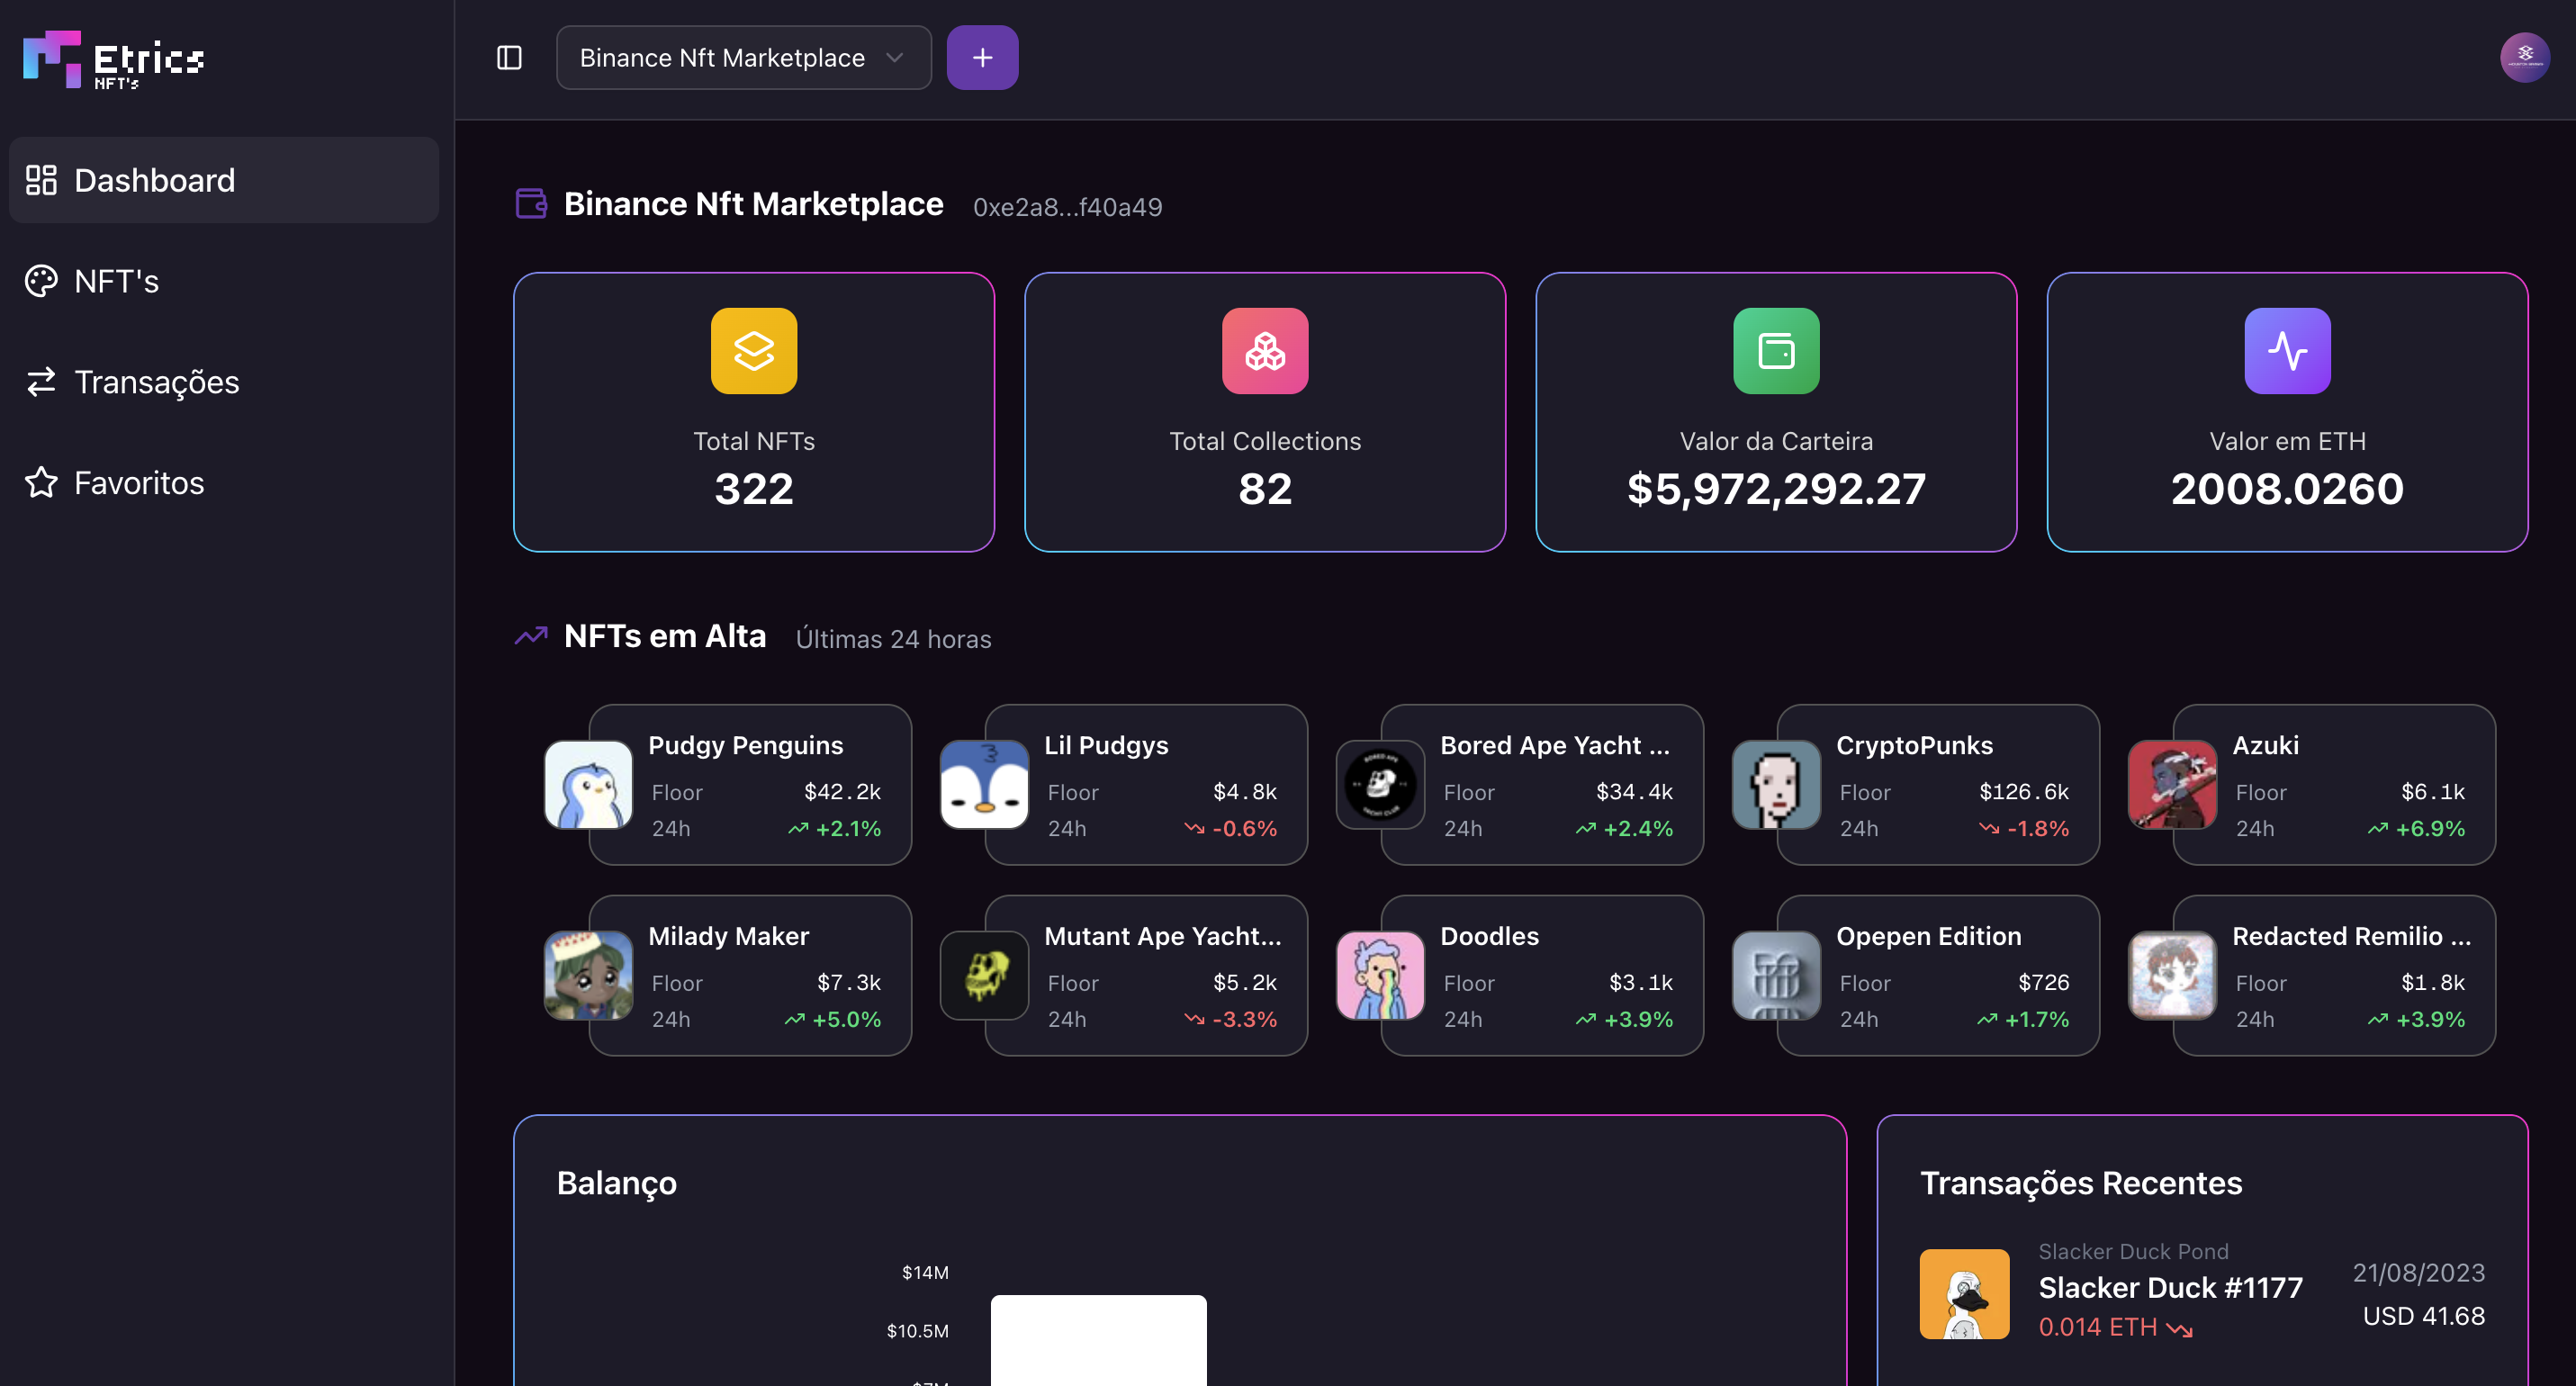 Etrics
NFT's
Binance Nft Marketplace
Dashboard
NFT's
Transações
Favoritos
Binance Nft Marketplace 0xe2a8...f40a49
Total NFTs
322
Total Collections
82
Valor da Carteira
$5,972,292.27
Valor em ETH
2008.0260
NFTs em Alta Últimas 24 horas
Pudgy Penguins
Floor $42.2k
24h +2.1%
Lil Pudgys
Floor $4.8k
24h -0.6%
Bored Ape Yacht ...
Floor $34.4k
24h +2.4%
CryptoPunks
Floor $126.6k
24h -1.8%
Azuki
Floor $6.1k
24h +6.9%
Milady Maker
Floor $7.3k
24h +5.0%
Mutant Ape Yacht...
Floor $5.2k
24h -3.3%
Doodles
Floor $3.1k
24h +3.9%
Opepen Edition
Floor $726
24h +1.7%
Redacted Remilio ...
Floor $1.8k
24h +3.9%
Balanço
$14M
$10.5M
Transações Recentes
Slacker Duck Pond
Slacker Duck #1177
0.014 ETH
21/08/2023
USD 41.68